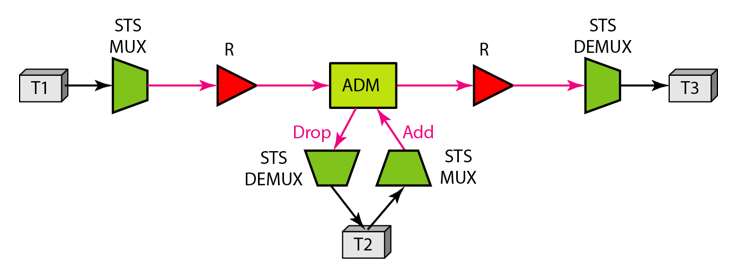 STS
MUX
R
R
STS
DEMUX
T1
ADM
T3
Drop
Add
STS
DEMUX
STS
MUX
T2